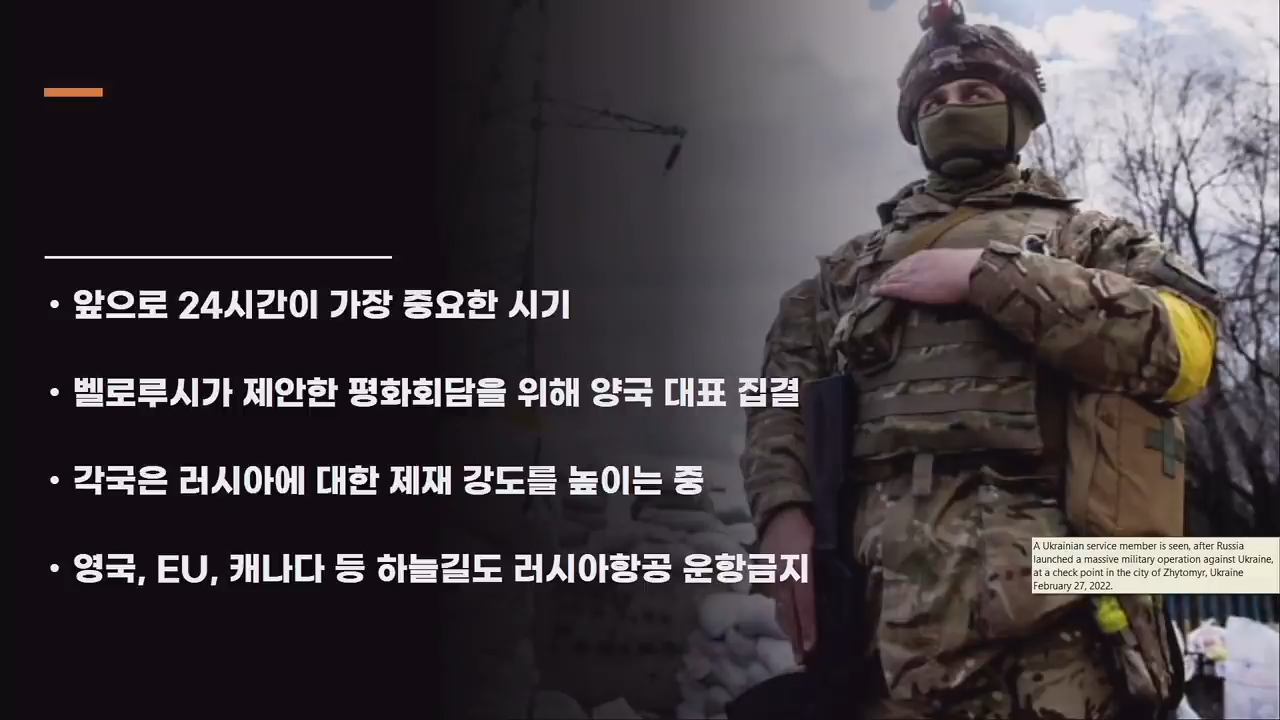 • 앞으로 24시간이 가장 중요한 시기
• 벨로루시가 제안한 평화회담을 위해 양국 대표 집결
• 각국은 러시아에 대한 제재 강도를 높이는 중
• 영국, EU, 캐나다 등 하늘길도 러시아항공 운항금지
A Ukrainian service member is seen, after Russia
launched a massive military operation against Ukraine,
at a check point in the city of Zhytomyr, Ukraine
February 27, 2022.